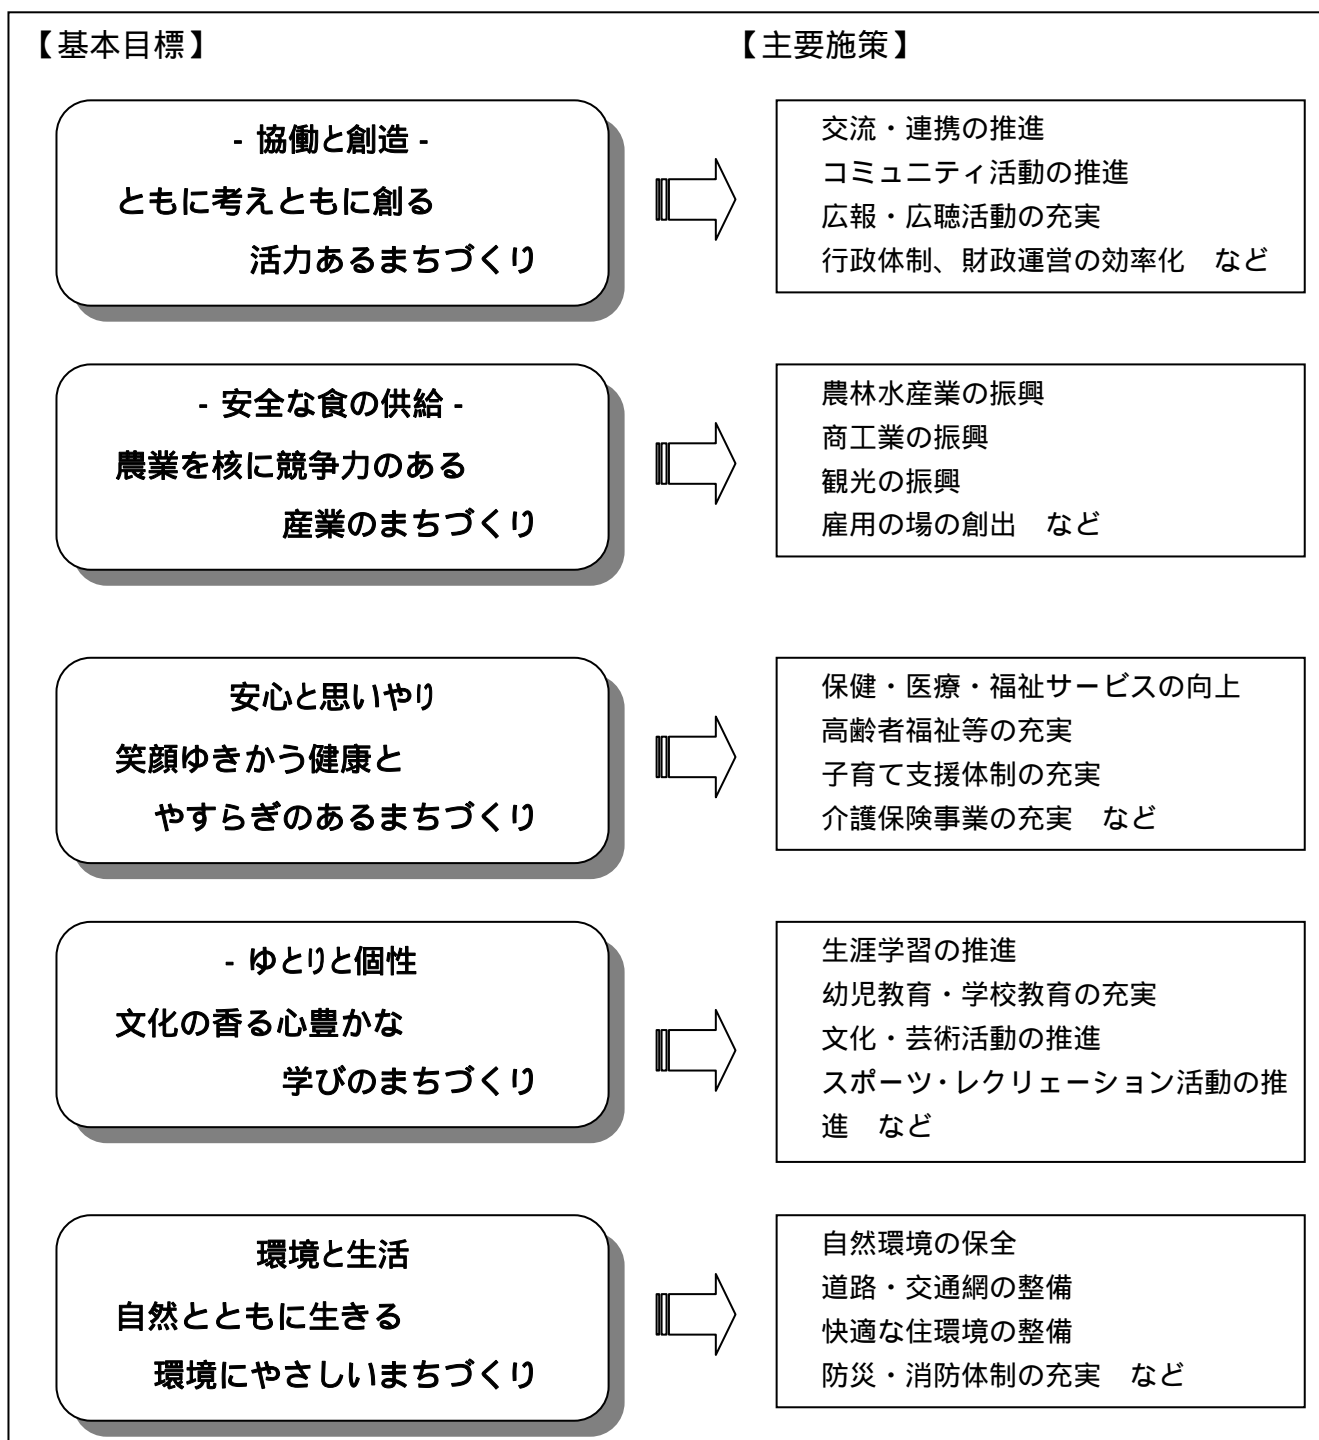 【基本目標】
【主要施策】
- 協働と創造 -
ともに考えともに創る
活力あるまちづくり
交流・連携の推進
コミュニティ活動の推進
広報・広聴活動の充実
行政体制、財政運営の効率化　など
- 安全な食の供給 -
農業を核に競争力のある
産業のまちづくり
農林水産業の振興
商工業の振興
観光の振興
雇用の場の創出　など
安心と思いやり
笑顔ゆきかう健康と
やすらぎのあるまちづくり
保健・医療・福祉サービスの向上
高齢者福祉等の充実
子育て支援体制の充実
介護保険事業の充実　など
- ゆとりと個性
文化の香る心豊かな
学びのまちづくり
生涯学習の推進
幼児教育・学校教育の充実
文化・芸術活動の推進
スポーツ・レクリェーション活動の推
進　など
環境と生活
自然とともに生きる
環境にやさしいまちづくり
自然環境の保全
道路・交通網の整備
快適な住環境の整備
防災・消防体制の充実　など